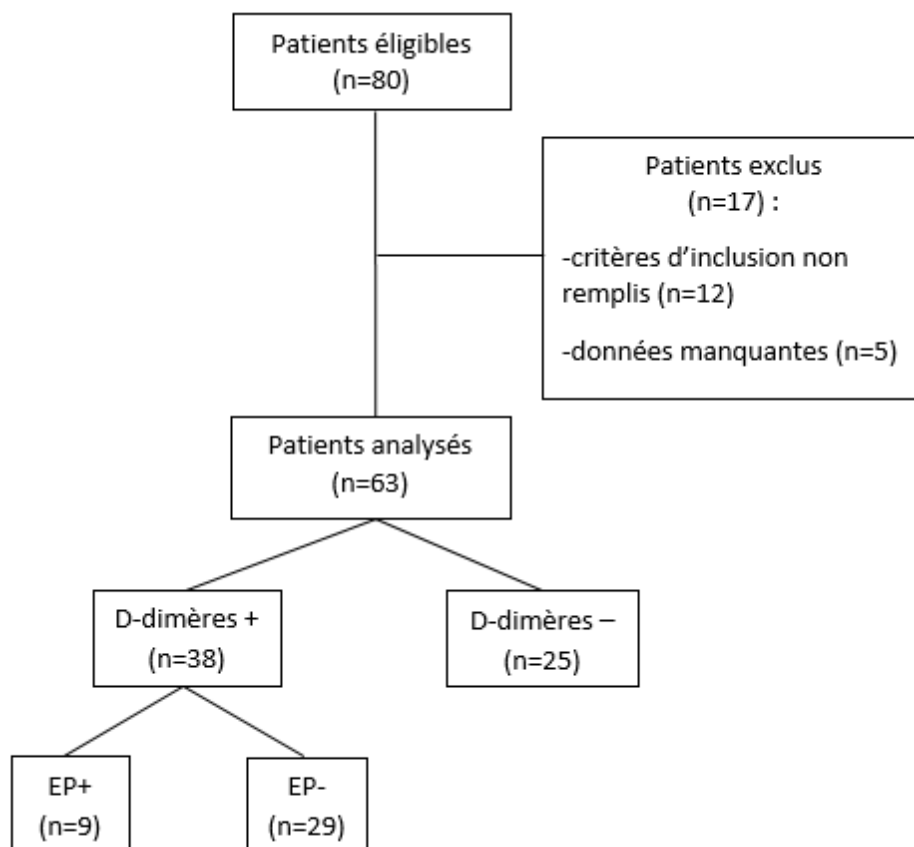 Patients éligibles
(n=80)
Patients exclus
(n=17) :
-critères d’inclusion non
remplis (n=12)
-données manquantes (n=5)
Patients analysés
(n=63)
D-dimères +
(n=38)
D-dimères –
(n=25)
EP+
(n=9)
EP-
(n=29)